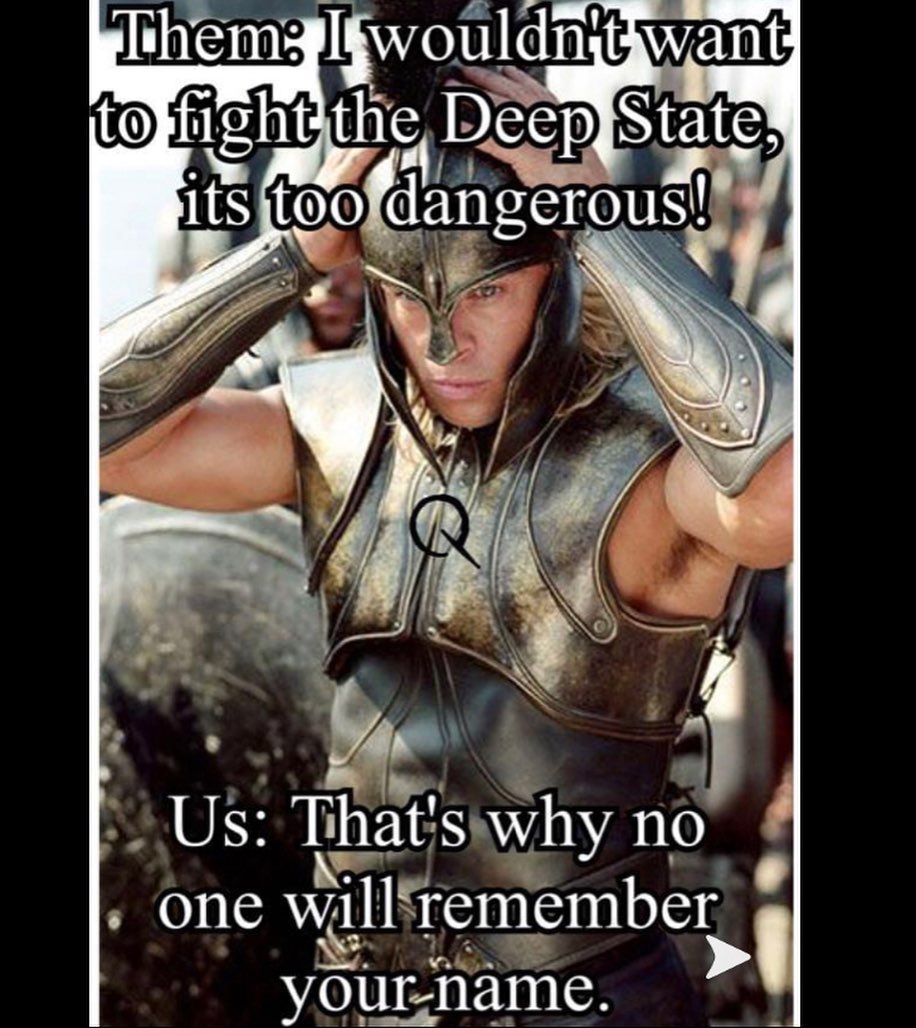 Them: I wouldn't want
to fight the Deep State,
its too dangerous!
Q
Us: That's why no
one will remember
your name.